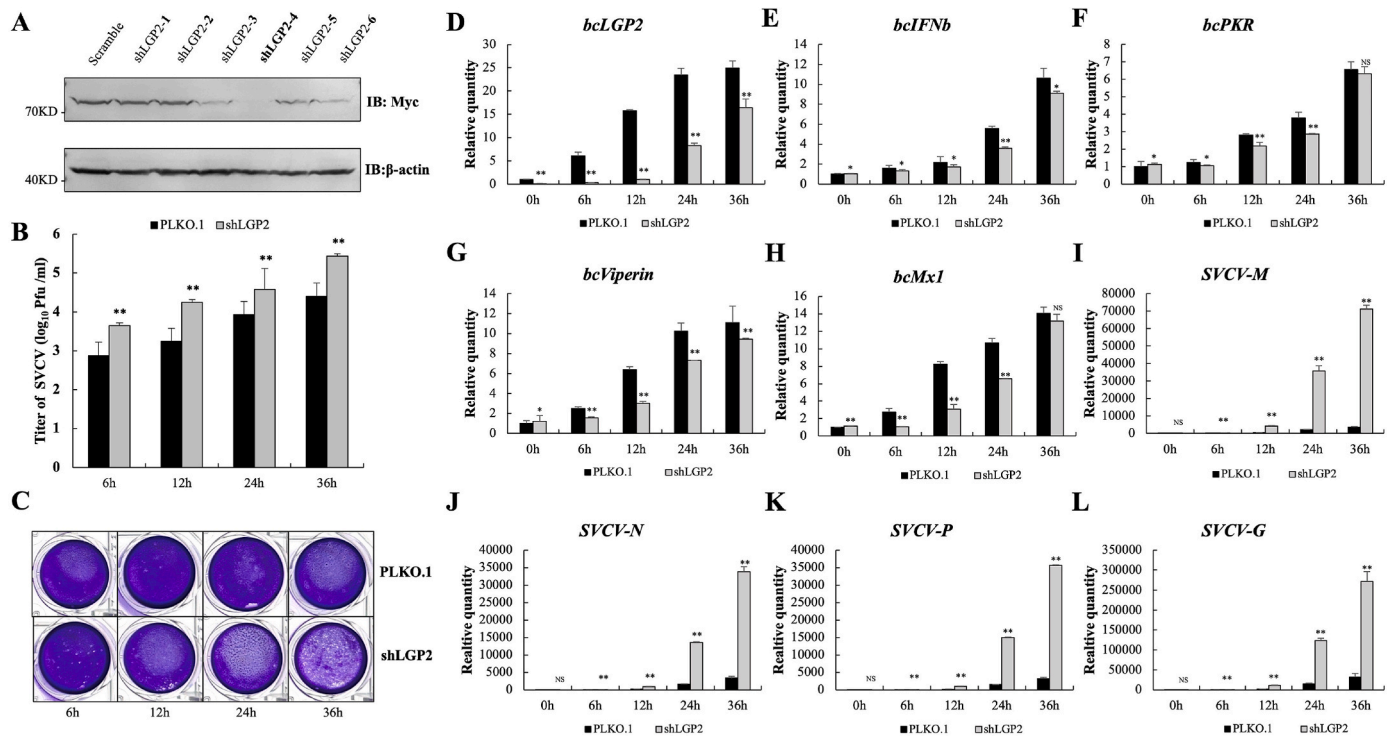 A
Scramble
shLGP2-1
shLGP2-2
shLGP2-3
shLGP2-4
shLGP2-5
shLGP2-6
70KD
IB: Myc
40KD
IB:β-actin
B
PLKO.1 shLGP2
Titer of SVCV (log10 Pfu /ml)
6
5
4
3
2
1
0
** ** ** **
6h 12h 24h 36h
C
PLKO.1
shLGP2
6h 12h 24h 36h
D
bcLGP2
Relative quantity
30
25
20
15
10
5
0
** ** ** ** **
0h 6h 12h 24h 36h
PLKO.1 shLGP2
E
bcIFNb
Relative quantity
14
12
10
8
6
4
2
0
* * * ** *
0h 6h 12h 24h 36h
PLKO.1 shLGP2
F
bcPKR
Relative quantity
8
7
6
5
4
3
2
1
0
* * ** ** NS
0h 6h 12h 24h 36h
PLKO.1 shLGP2
G
bcViperin
Relative quantity
14
12
10
8
6
4
2
0
* ** ** ** **
0h 6h 12h 24h 36h
PLKO.1 shLGP2
H
bcMx1
Relative quantity
16
14
12
10
8
6
4
2
0
** ** ** ** NS
0h 6h 12h 24h 36h
PLKO.1 shLGP2
I
SVCV-M
Relative quantity
80000
70000
60000
50000
40000
30000
20000
10000
0
NS ** ** ** **
0h 6h 12h 24h 36h
PLKO.1 shLGP2
J
SVCV-N
Realtive quantity
40000
35000
30000
25000
20000
15000
10000
5000
0
NS ** ** ** **
0h 6h 12h 24h 36h
PLKO.1 shLGP2
K
SVCV-P
Realtive quantity
40000
35000
30000
25000
20000
15000
10000
5000
0
NS ** ** ** **
0h 6h 12h 24h 36h
PLKO.1 shLGP2
L
SVCV-G
Realtive quantity
350000
300000
250000
200000
150000
100000
50000
0
NS ** ** ** **
0h 6h 12h 24h 36h
PLKO.1 shLGP2